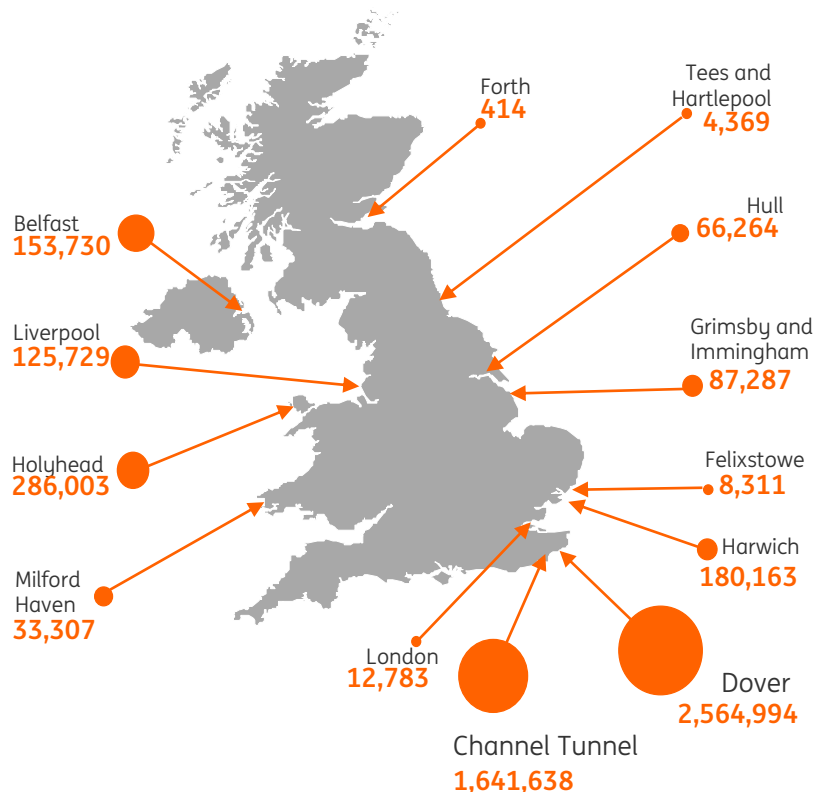 Forth
414
Tees and
Hartlepool
4,369
Hull
66,264
Belfast
153,730
Liverpool
125,729
Grimsby and
Immingham
87,287
Holyhead
286,003
Felixstowe
8,311
Harwich
180,163
Milford
Haven
33,307
London
12,783
Dover
2,564,994
Channel Tunnel
1,641,638